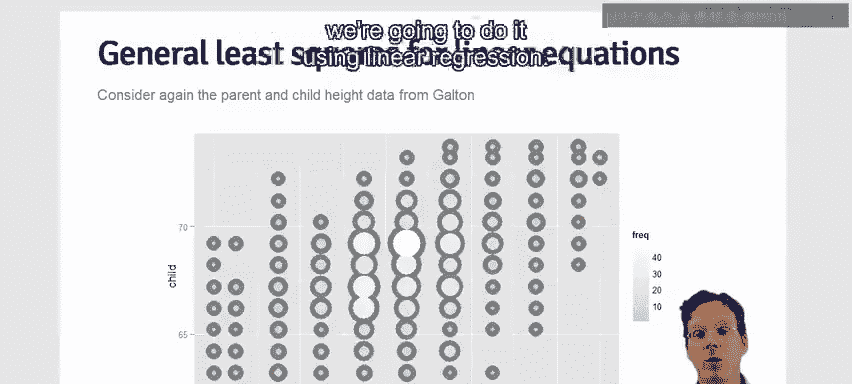 we're going to do it
using linear regression.
General least squares for linear equations
Consider again the parent and child height data from Galton
70
child
65
freq
40
30
20
10